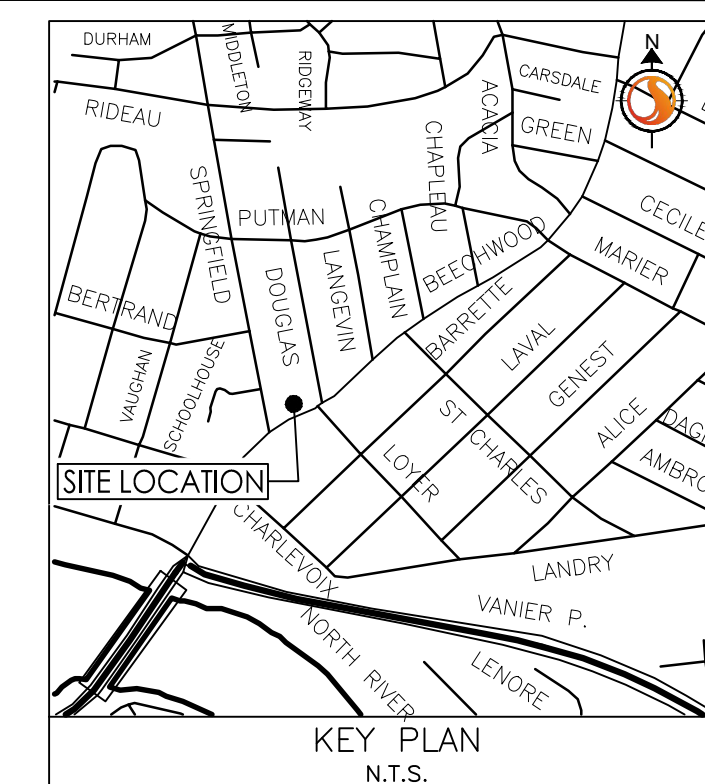 DURHAM
MIDDLETON
RIDGEWAY
N
CARSDALE
RIDEAU
ACACIA
GREEN
CHAPLEAU
SPRINGFIELD
CECILE
PUTMAN
CHAMPLAIN
BEECHWOOD
MARIER
LANGEVIN
DOUGLAS
BERTRAND
BARRETTE
LAVAL
VAUGHAN
SCHOOLHOUSE
GENEST
ST CHARLES
ALICE
LOYER
SITE LOCATION
CHARLEVOIX
LANDRY
VANIER P.
NORTH RIVER
LENORE
KEY PLAN
N.T.S.